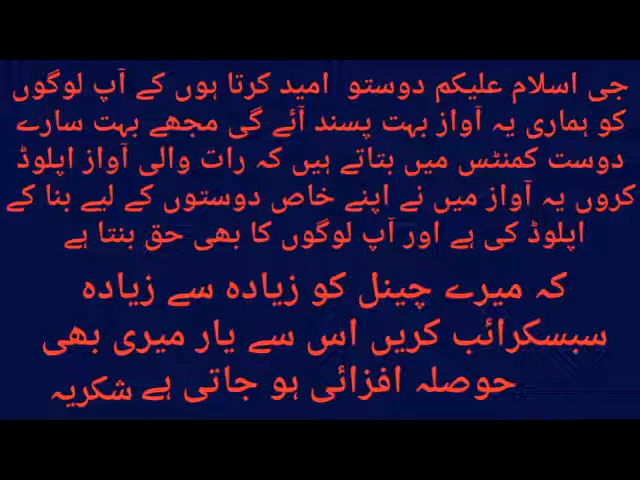 جی اسلام علیکم دوستو امید کرتا ہوں کے آپ لوگوں
کو ہماری یہ آواز بہت پسند آئے گی مجھے بہت سارے
دوست کمنٹس میں بتاتے ہیں کہ رات والی آواز اپلوڈ
کروں یہ آواز میں نے اپنے خاص دوستوں کے لیے بنا کے
اپلوڈ کی ہے اور آپ لوگوں کا بھی حق بنتا ہے
کہ میرے چینل کو زیادہ سے زیادہ
سبسکرائب کریں اس سے یار میری بھی
حوصلہ افزائی ہو جاتی ہے شکریہ